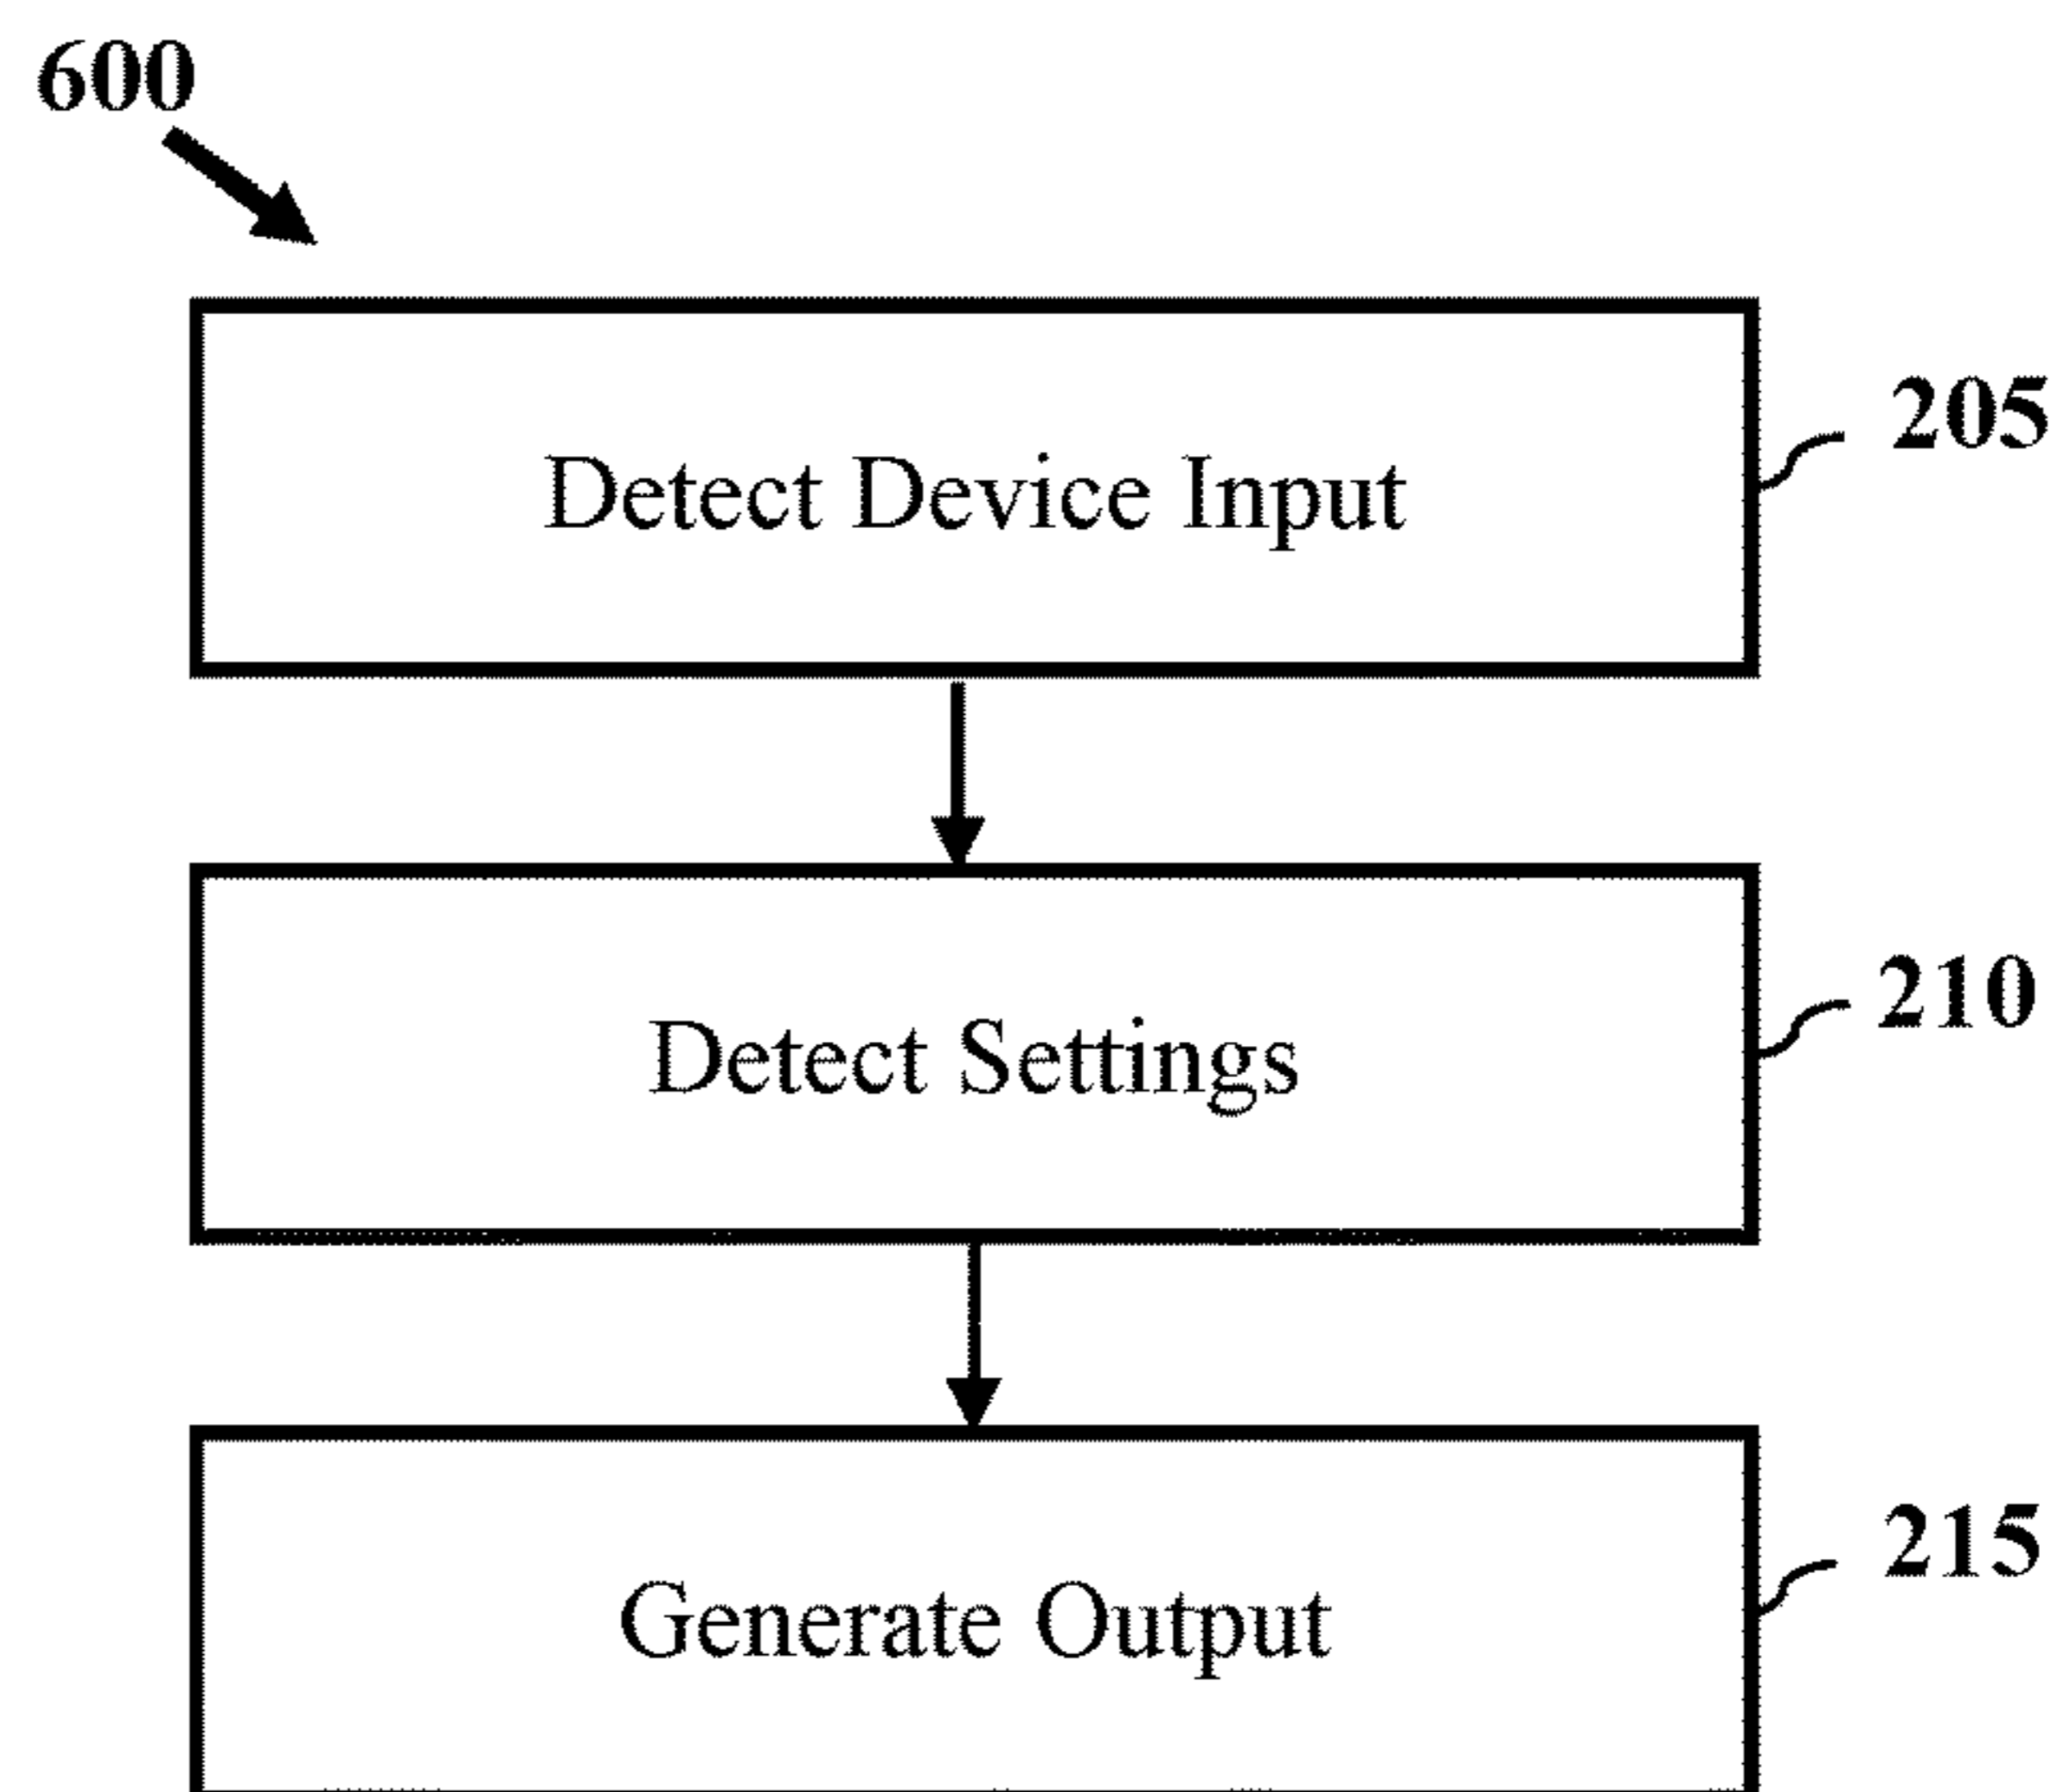 600
Detect Device Input
205
Detect Settings
210
Generate Output
215